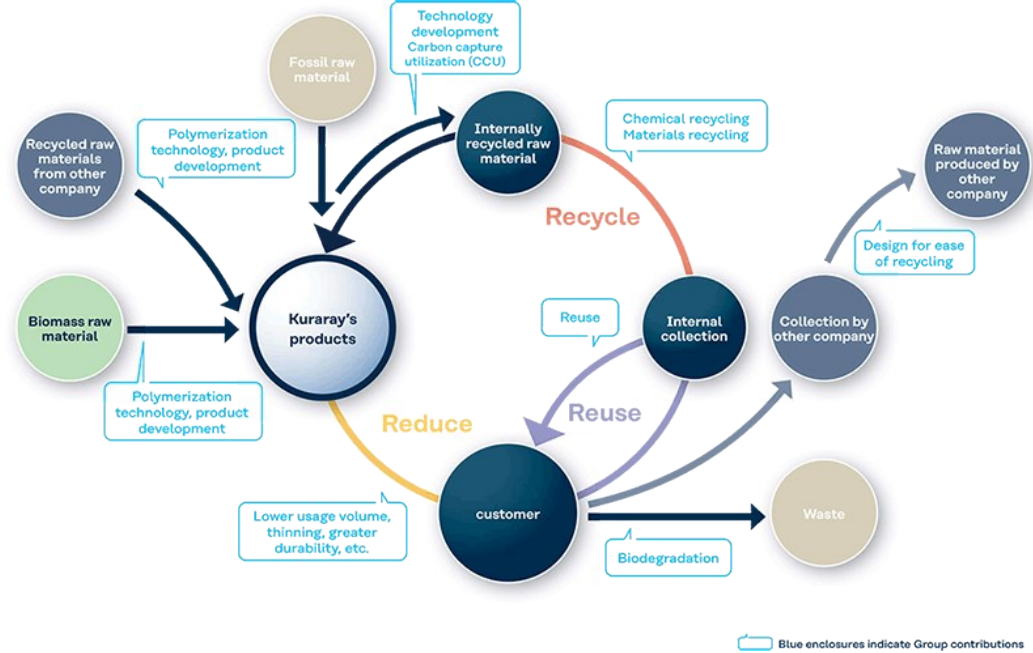 Technology
development
Carbon capture
utilization (CCU)
Fossil raw
material
Recycled raw
materials
from other
company
Polymerization
technology, product
development
Internally
recycled raw
material
Chemical recycling
Materials recycling
Raw material
produced by
other
company
Recycle
Design for ease
of recycling
Biomass raw
material
Kuraray's
products
Reuse
Internal
collection
Collection by
other company
Polymerization
technology, product
development
Reduce
Reuse
Lower usage volume,
thinning, greater
durability, etc.
customer
Waste
Biodegradation
Blue enclosures indicate Group contributions